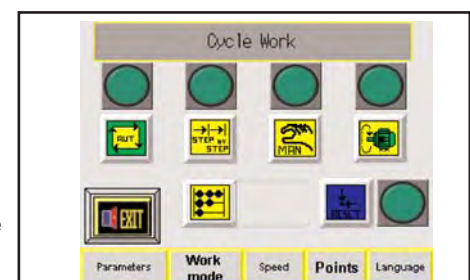 Cycle Work
AUT
STEP BY STEP
MAN
EXIT
RESET
e
Parameters
Work mode
Speed
Points
Language